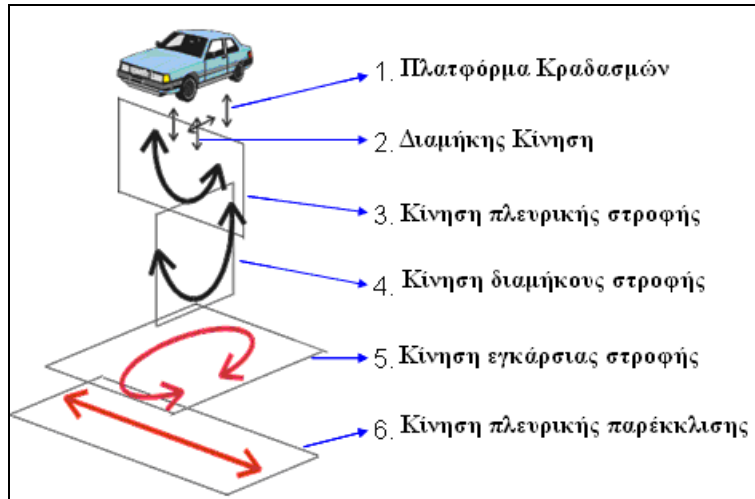 1. Πλατφόρμα Κραδασμών
2. Διαμήκης Κίνηση
3. Κίνηση πλευρικής στροφής
4. Κίνηση διαμήκους στροφής
5. Κίνηση εγκάρσιας στροφής
6. Κίνηση πλευρικής παρέκκλισης